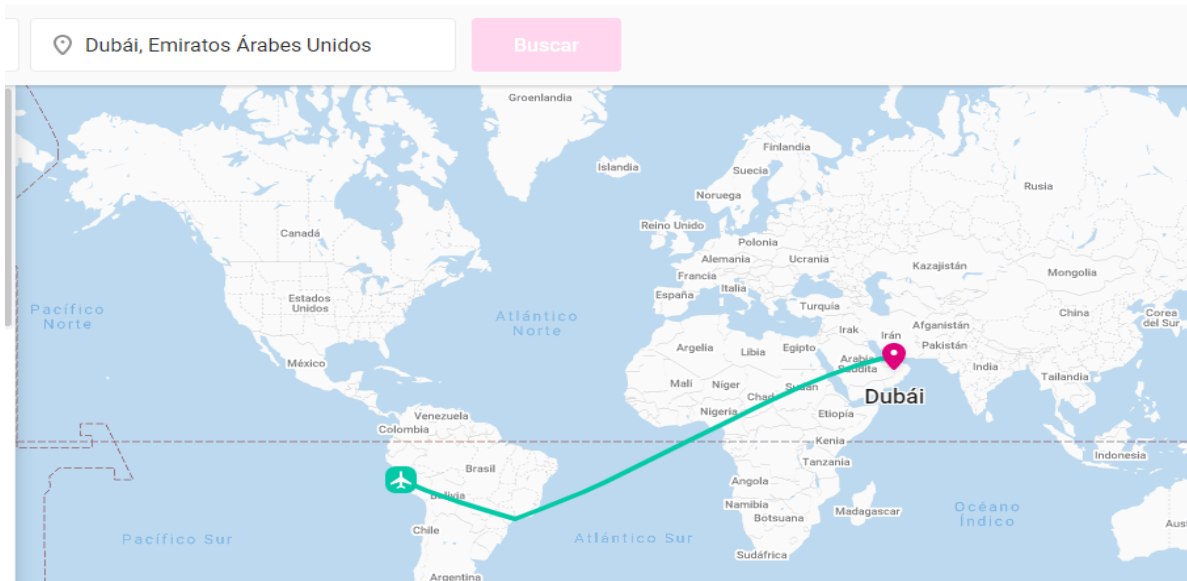 Dubái, Emiratos Árabes Unidos
Buscar
Groenlandia
Finlandia
Islandia
Suecia
Rusia
Noruega
Canadá
Reino Unido
Polonia
Alemania
Ucrania
Kazajistán
Mongolia
Francia
Italia
España
Estados
Unidos
Pacífico
Norte
Atlántico
Norte
Turquía
China
Corea
del Sur
Irak
Irán
Afganistán
Pakistán
Argelia
Libia
Egipto
Arabia
Saudita
México
India
Tailandia
Malí
Níger
Chad
Sudán
Dubái
Venezuela
Nigeria
Etiopía
Colombia
Kenia
Indonesia
Brasil
Tanzania
Bolivia
Angola
Namibia
Botsuana
Madagascar
Océano
Índico
Aust
Chile
Pacífico Sur
Atlántico Sur
Sudáfrica
Argentina